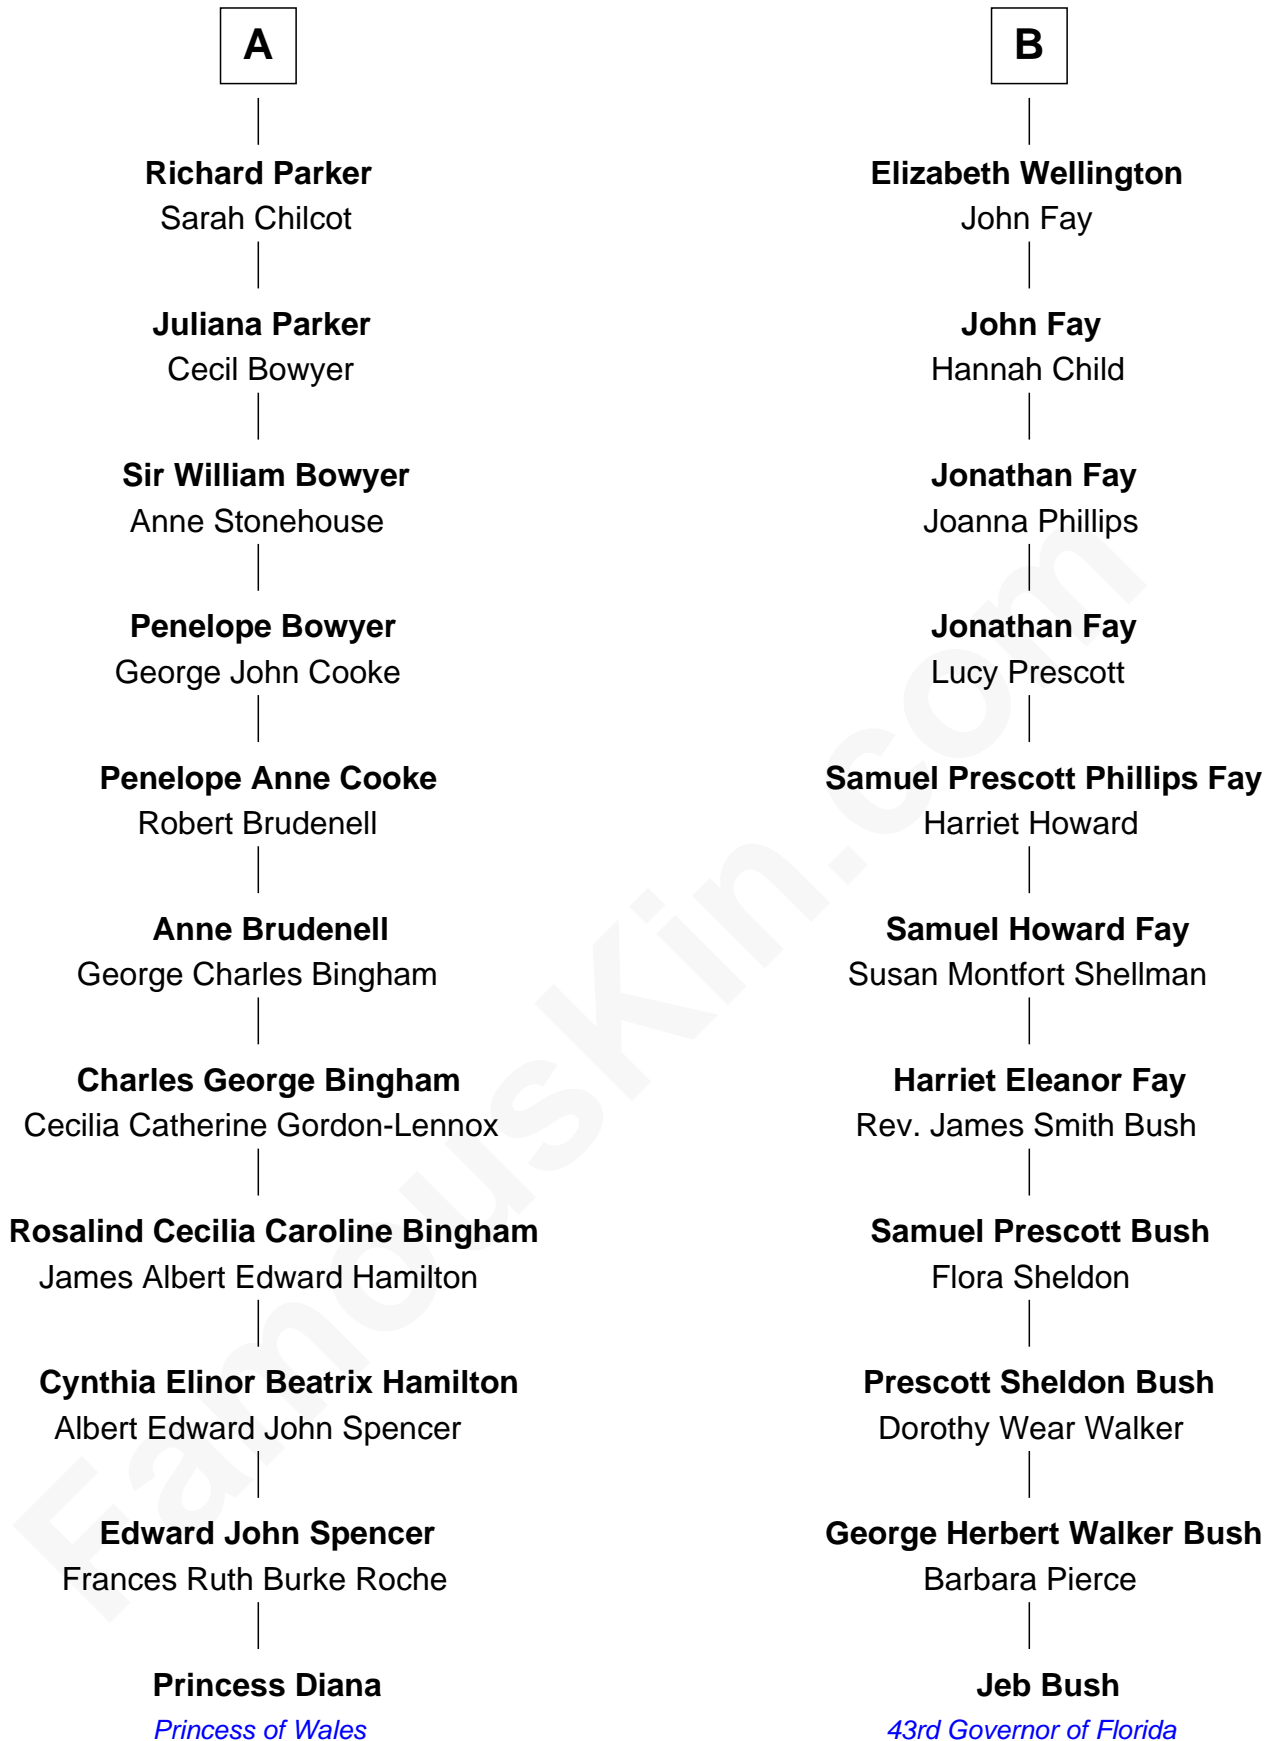 A
Richard Parker
Sarah Chilcot
Juliana Parker
Cecil Bowyer
Sir William Bowyer
Anne Stonehouse
Penelope Bowyer
George John Cooke
Penelope Anne Cooke
Robert Brudenell
Anne Brudenell
George Charles Bingham
Charles George Bingham
Cecilia Catherine Gordon-Lennox
Rosalind Cecilia Caroline Bingham
James Albert Edward Hamilton
Cynthia Elinor Beatrix Hamilton
Albert Edward John Spencer
Edward John Spencer
Frances Ruth Burke Roche
Princess Diana
Princess of Wales
B
Elizabeth Wellington
John Fay
John Fay
Hannah Child
Jonathan Fay
Joanna Phillips
Jonathan Fay
Lucy Prescott
Samuel Prescott Phillips Fay
Harriet Howard
Samuel Howard Fay
Susan Montfort Shellman
Harriet Eleanor Fay
Rev. James Smith Bush
Samuel Prescott Bush
Flora Sheldon
Prescott Sheldon Bush
Dorothy Wear Walker
George Herbert Walker Bush
Barbara Pierce
Jeb Bush
43rd Governor of Florida
FamousKin.com